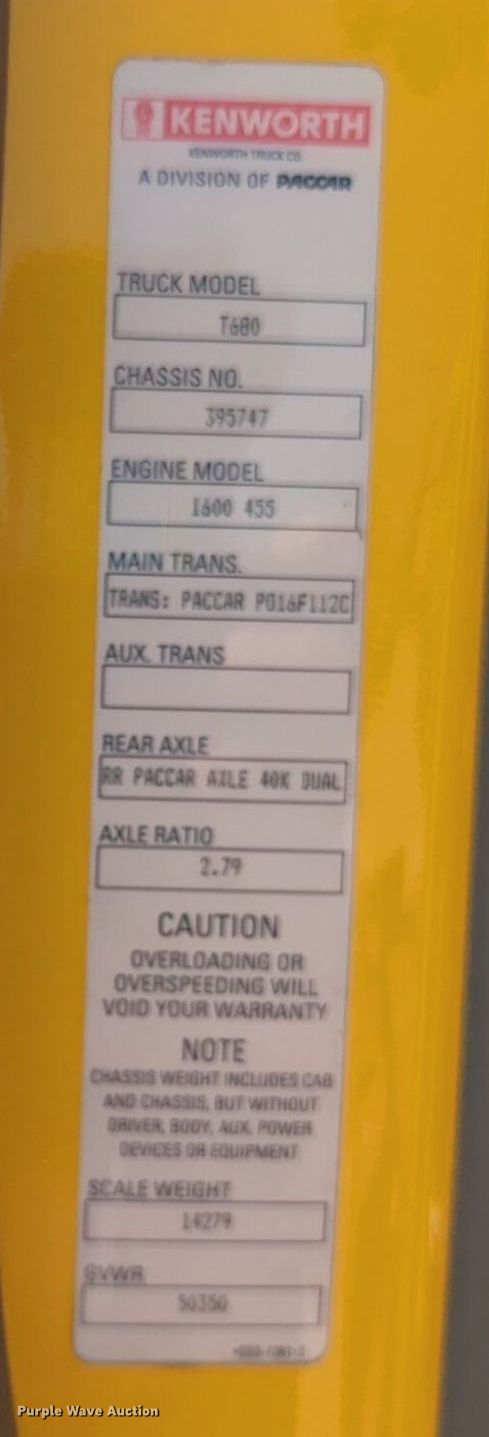 KENWORTH
KENWORTH TRUCK CO.
A DIVISION OF PACCAR
TRUCK MODEL
T680
CHASSIS NO.
395747
ENGINE MODEL
I600 455
MAIN TRANS.
TRANS: PACCAR PO16F112C
AUX. TRANS
REAR AXLE
RR PACCAR AXLE 40K DUAL
AXLE RATIO
2.79
CAUTION
OVERLOADING OR
OVERSPEEDING WILL
VOID YOUR WARRANTY
NOTE
CHASSIS WEIGHT INCLUDES CAB
AND CHASSIS, BUT WITHOUT
DRIVER, BODY, AUX. POWER
DEVICES OR EQUIPMENT
SCALE WEIGHT
14279
GVWR
50350
Purple Wave Auction